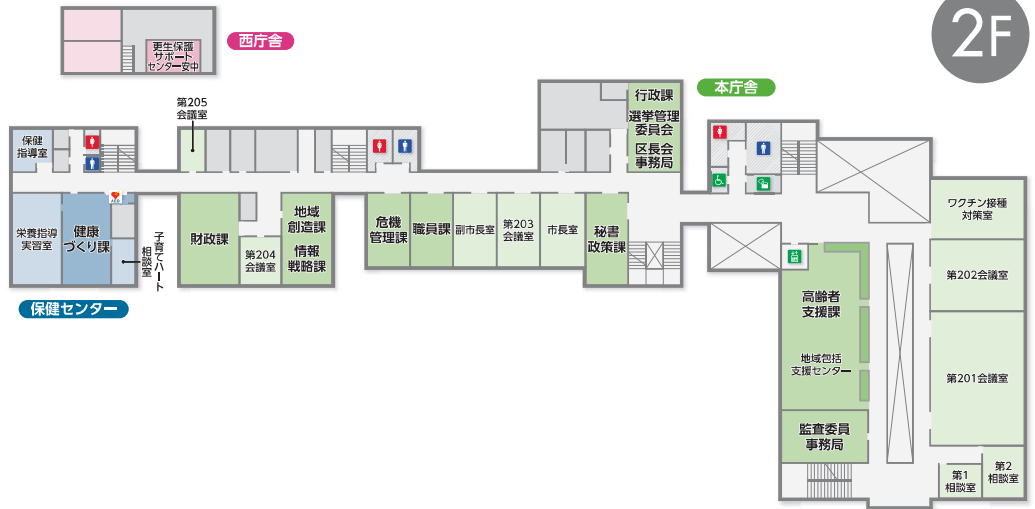 2F
西庁舎
更生保護
サポート
センター安中
本庁舎
行政課
選挙管理
委員会
区長会
事務局
第205
会議室
保健
指導室
AED
栄養指導
実習室
健康
づくり課
子育てハート
相談室
保健センター
財政課
第204
会議室
地域
創造課
情報
戦略課
危機
管理課
職員課
副市長室
第203
会議室
市長室
秘書
政策課
ワクチン接種
対策室
第202会議室
高齢者
支援課
地域包括
支援センター
第201会議室
監査委員
事務局
第1
相談室
第2
相談室